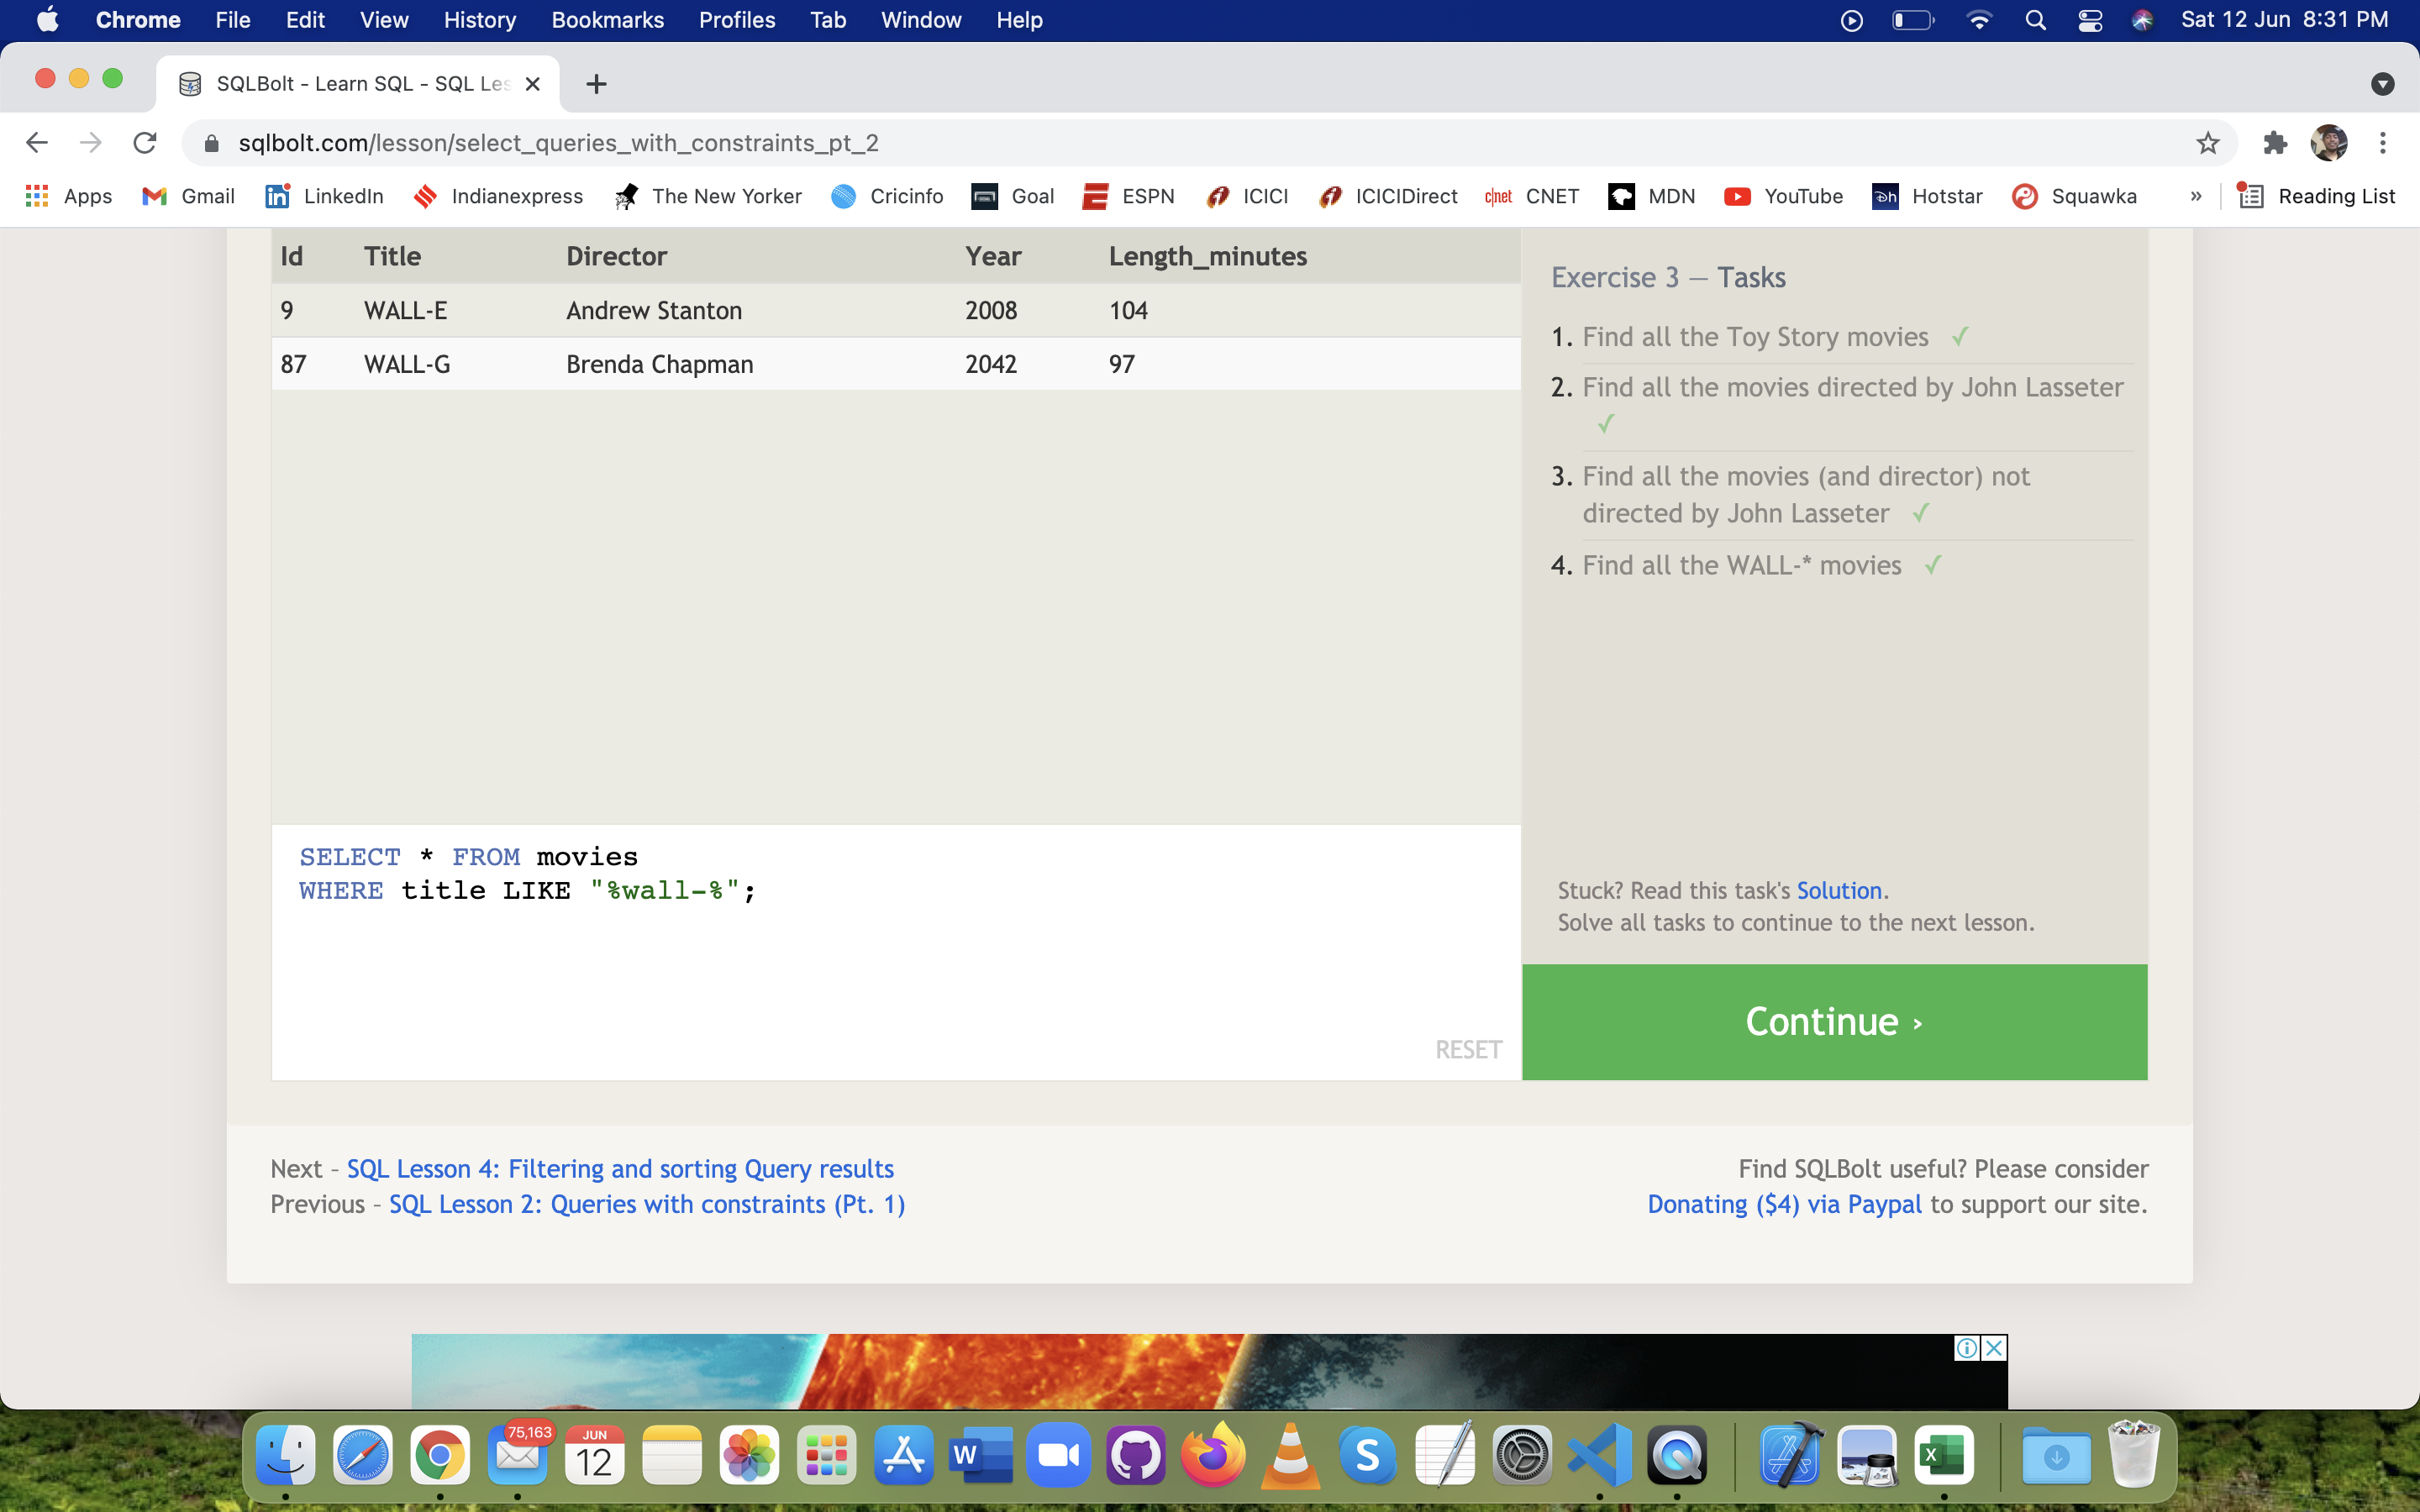 Chrome File Edit View History Bookmarks Profiles Tab Window Help Sat 12 Jun 8:31 PM
SQLBolt - Learn SQL - SQL Les
sqlbolt.com/lesson/select_queries_with_constraints_pt_2
Apps Gmail LinkedIn Indianexpress The New Yorker Cricinfo Goal ESPN ICICI ICICIDirect c|net CNET MDN YouTube Hotstar Squawka » Reading List
Id Title Director Year Length_minutes
9 WALL-E Andrew Stanton 2008 104
87 WALL-G Brenda Chapman 2042 97
SELECT * FROM movies
WHERE title LIKE "%wall-%";
RESET
Exercise 3 — Tasks
1. Find all the Toy Story movies ✓
2. Find all the movies directed by John Lasseter
✓
3. Find all the movies (and director) not
directed by John Lasseter ✓
4. Find all the WALL-* movies ✓
Stuck? Read this task's Solution.
Solve all tasks to continue to the next lesson.
Continue ›
Next – SQL Lesson 4: Filtering and sorting Query results
Previous – SQL Lesson 2: Queries with constraints (Pt. 1)
Find SQLBolt useful? Please consider
Donating ($4) via Paypal to support our site.
75,163
JUN
12
W
S
X